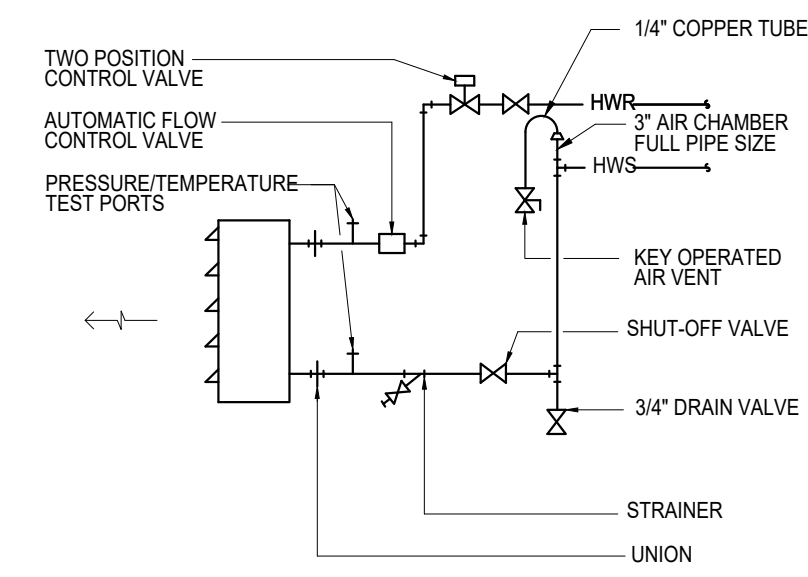 1/4" COPPER TUBE
TWO POSITION
CONTROL VALVE
HWR
AUTOMATIC FLOW
CONTROL VALVE
3" AIR CHAMBER
FULL PIPE SIZE
HWS
PRESSURE/TEMPERATURE
TEST PORTS
KEY OPERATED
AIR VENT
SHUT-OFF VALVE
3/4" DRAIN VALVE
STRAINER
UNION